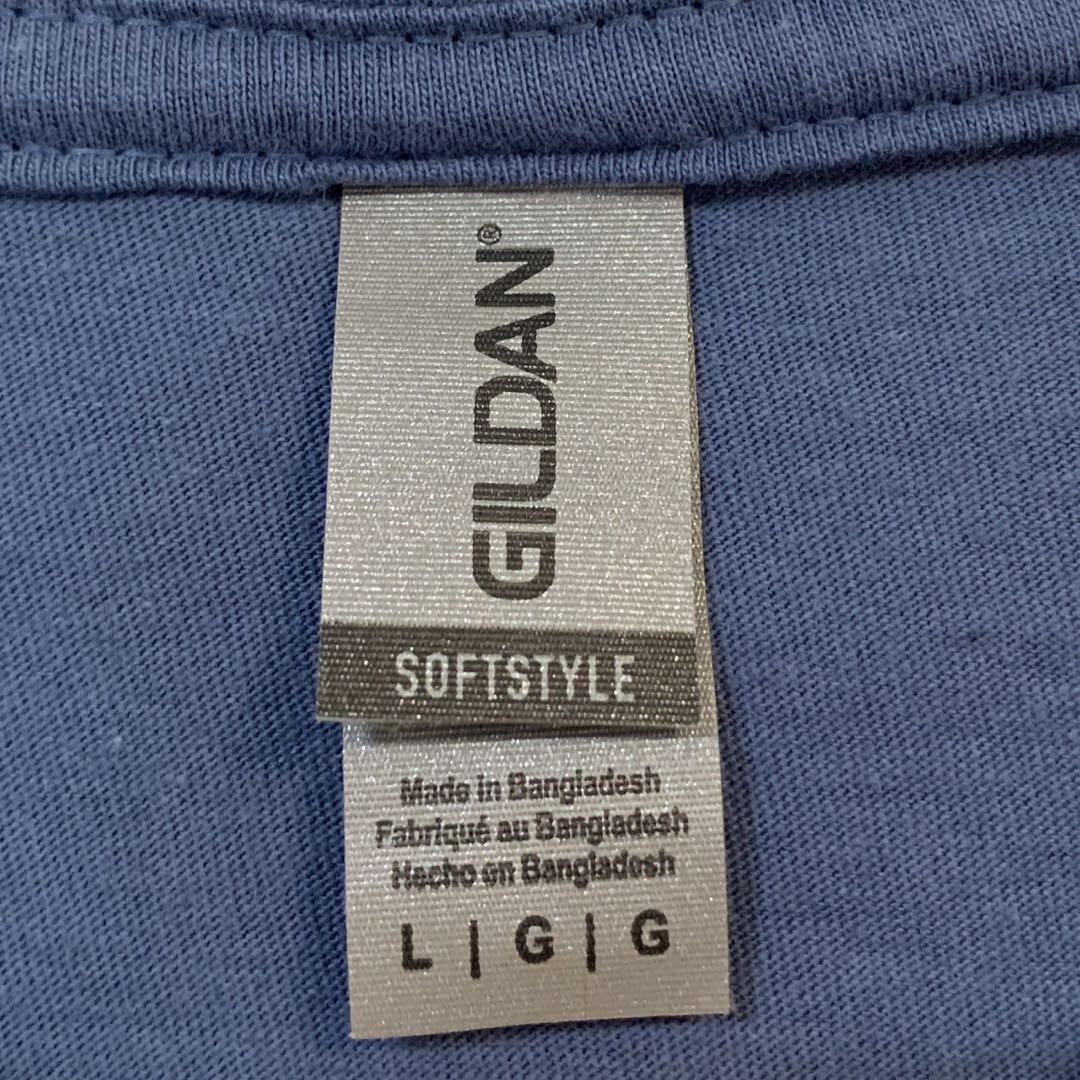 GILDAN®
SOFTSTYLE
Made in Bangladesh
Fabriqué au Bangladesh
Hecho en Bangladesh
L | G | G